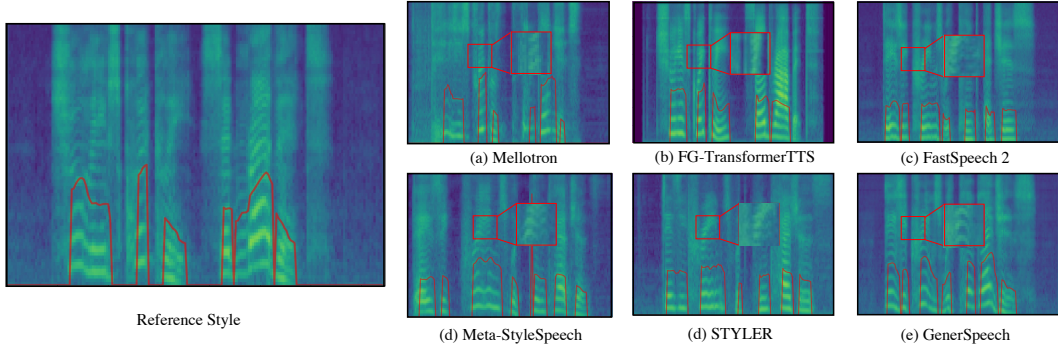 Reference Style
(a) Mellotron
(b) FG-TransformerTTS
(c) FastSpeech 2
(d) Meta-StyleSpeech
(d) STYLER
(e) GenerSpeech